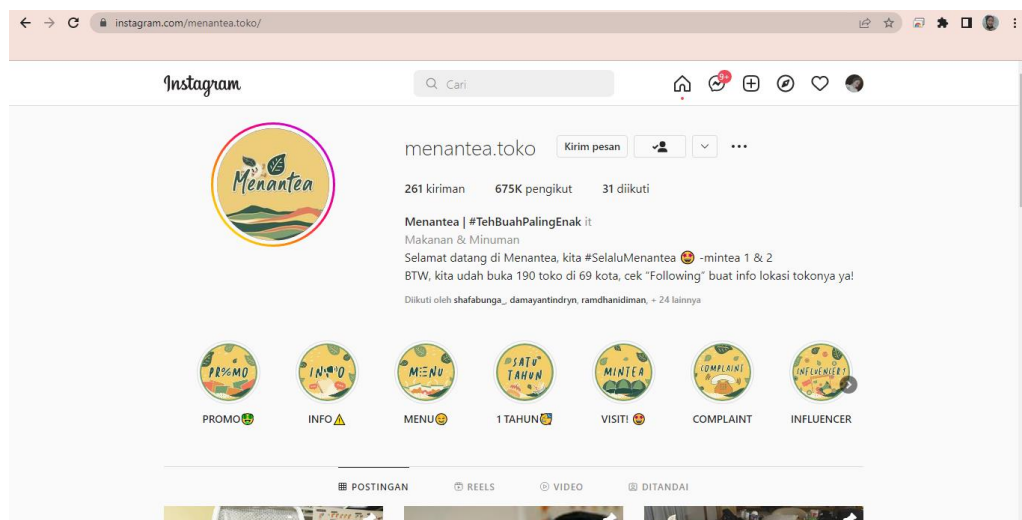 instagram.com/menantea.toko/
Instagram
Cari
9+
Menantea
menantea.toko
Kirim pesan
261 kiriman 675K pengikut 31 diikuti
Menantea | #TehBuahPalingEnak it
Makanan & Minuman
Selamat datang di Menantea, kita #SelaluMenantea 🤩 -mintea 1 & 2
BTW, kita udah buka 190 toko di 69 kota, cek "Following" buat info lokasi tokonya ya!
Diikuti oleh shafabunga_, damayantindryn, ramdhanidiman, + 24 lainnya
PR%MO
INFO
MENU
SATU
TAHUN
MINTEA
COMPLAINT
INFLUENCER?
PROMO🤑 INFO⚠ MENU😋 1 TAHUN🥳 VISIT! 🤩 COMPLAINT INFLUENCER
POSTINGAN REELS VIDEO DITANDAI